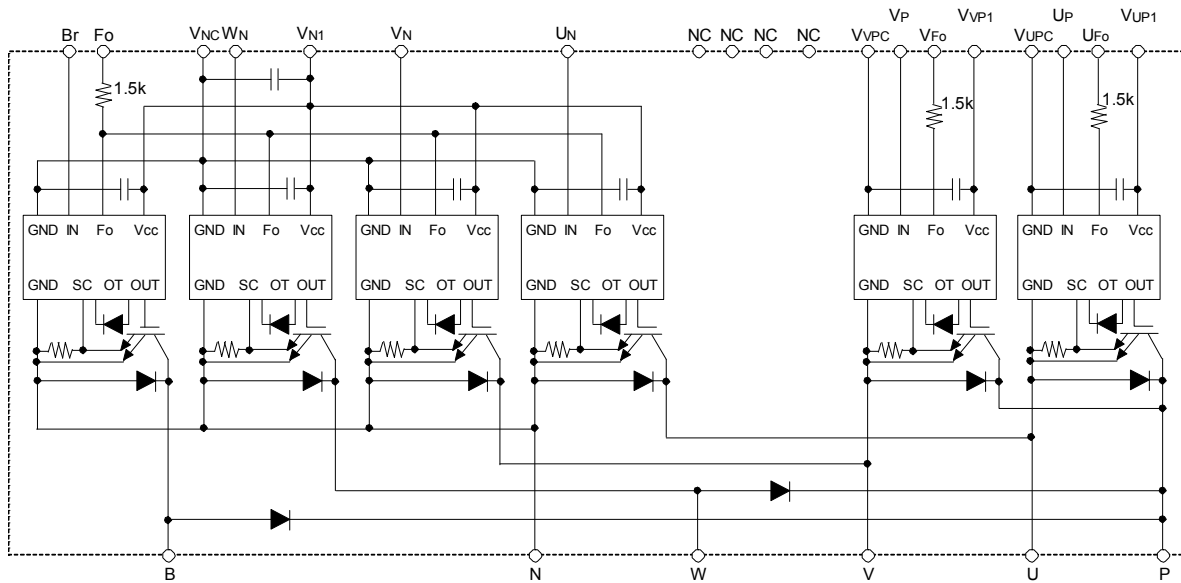 VP VVP1 UP VUP1
Br Fo VNC WN VN1 VN UN NC NC NC NC VVPC VFo VUPC UFo
1.5k 1.5k 1.5k
GND IN Fo Vcc GND IN Fo Vcc GND IN Fo Vcc GND IN Fo Vcc GND IN Fo Vcc GND IN Fo Vcc
GND SC OT OUT GND SC OT OUT GND SC OT OUT GND SC OT OUT GND SC OT OUT GND SC OT OUT
B N W V U P